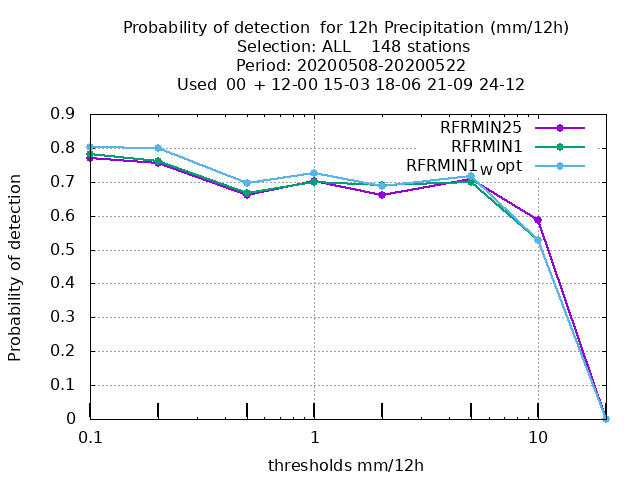 Probability of detection  for 12h Precipitation (mm/12h)
Selection: ALL    148 stations
Period: 20200508-20200522
Used  00 + 12-00 15-03 18-06 21-09 24-12
Probability of detection
0.9
0.8
0.7
0.6
0.5
0.4
0.3
0.2
0.1
0
RFRMIN25
RFRMIN1
RFRMIN1wopt
0.1
1
10
thresholds mm/12h